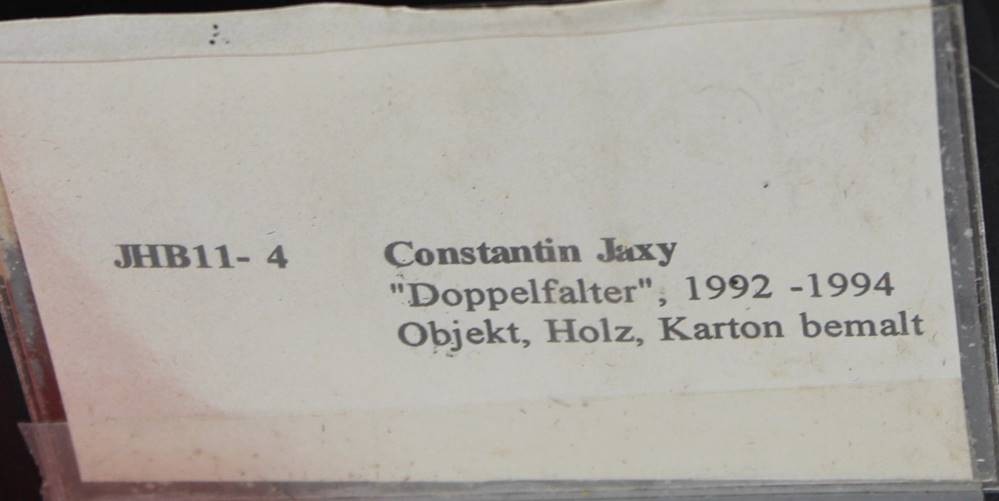 JHB11- 4 Constantin Jaxy
"Doppelfalter", 1992 -1994
Objekt, Holz, Karton bemalt